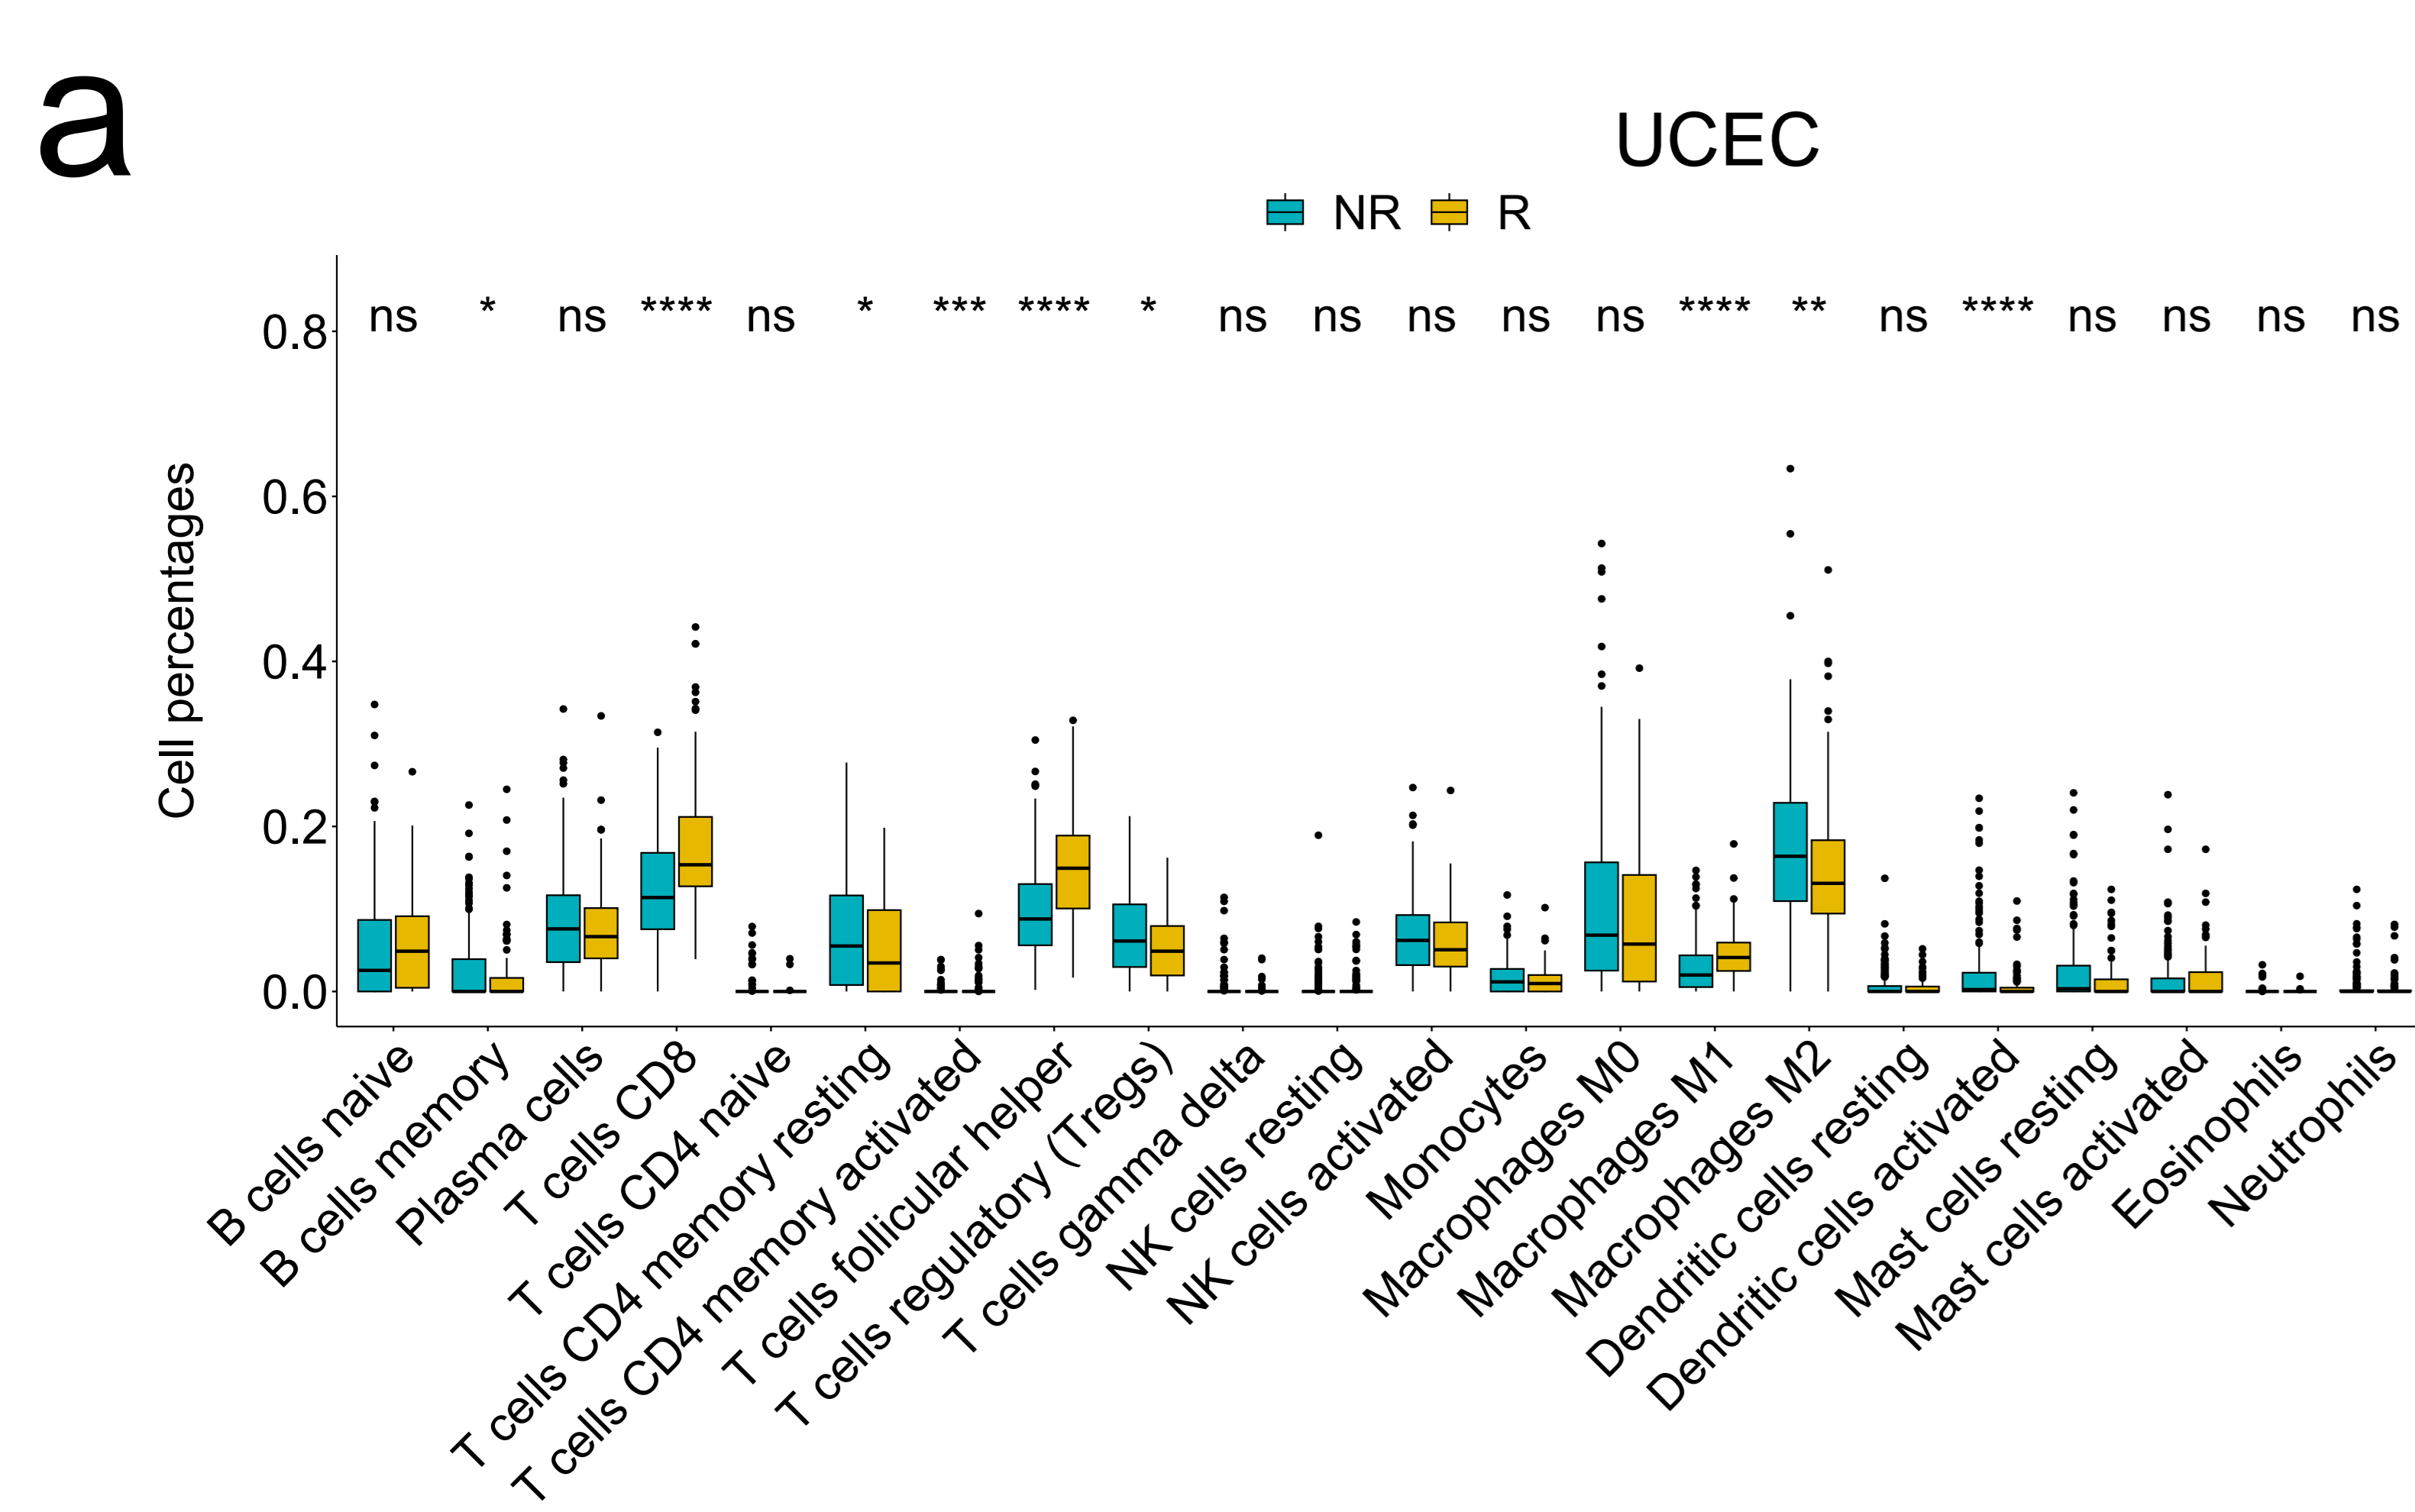 a
UCEC
NR R
ns * ns **** ns * *** **** * ns ns ns ns ns **** ** ns **** ns ns ns ns
0.8
0.6
0.4
0.2
0.0
Cell percentages
B cells naive
B cells memory
Plasma cells
T cells CD8
T cells CD4 naive
T cells CD4 memory resting
T cells CD4 memory activated
T cells follicular helper
T cells regulatory (Tregs)
T cells gamma delta
NK cells resting
NK cells activated
Monocytes
Macrophages M0
Macrophages M1
Macrophages M2
Dendritic cells resting
Dendritic cells activated
Mast cells resting
Mast cells activated
Eosinophils
Neutrophils